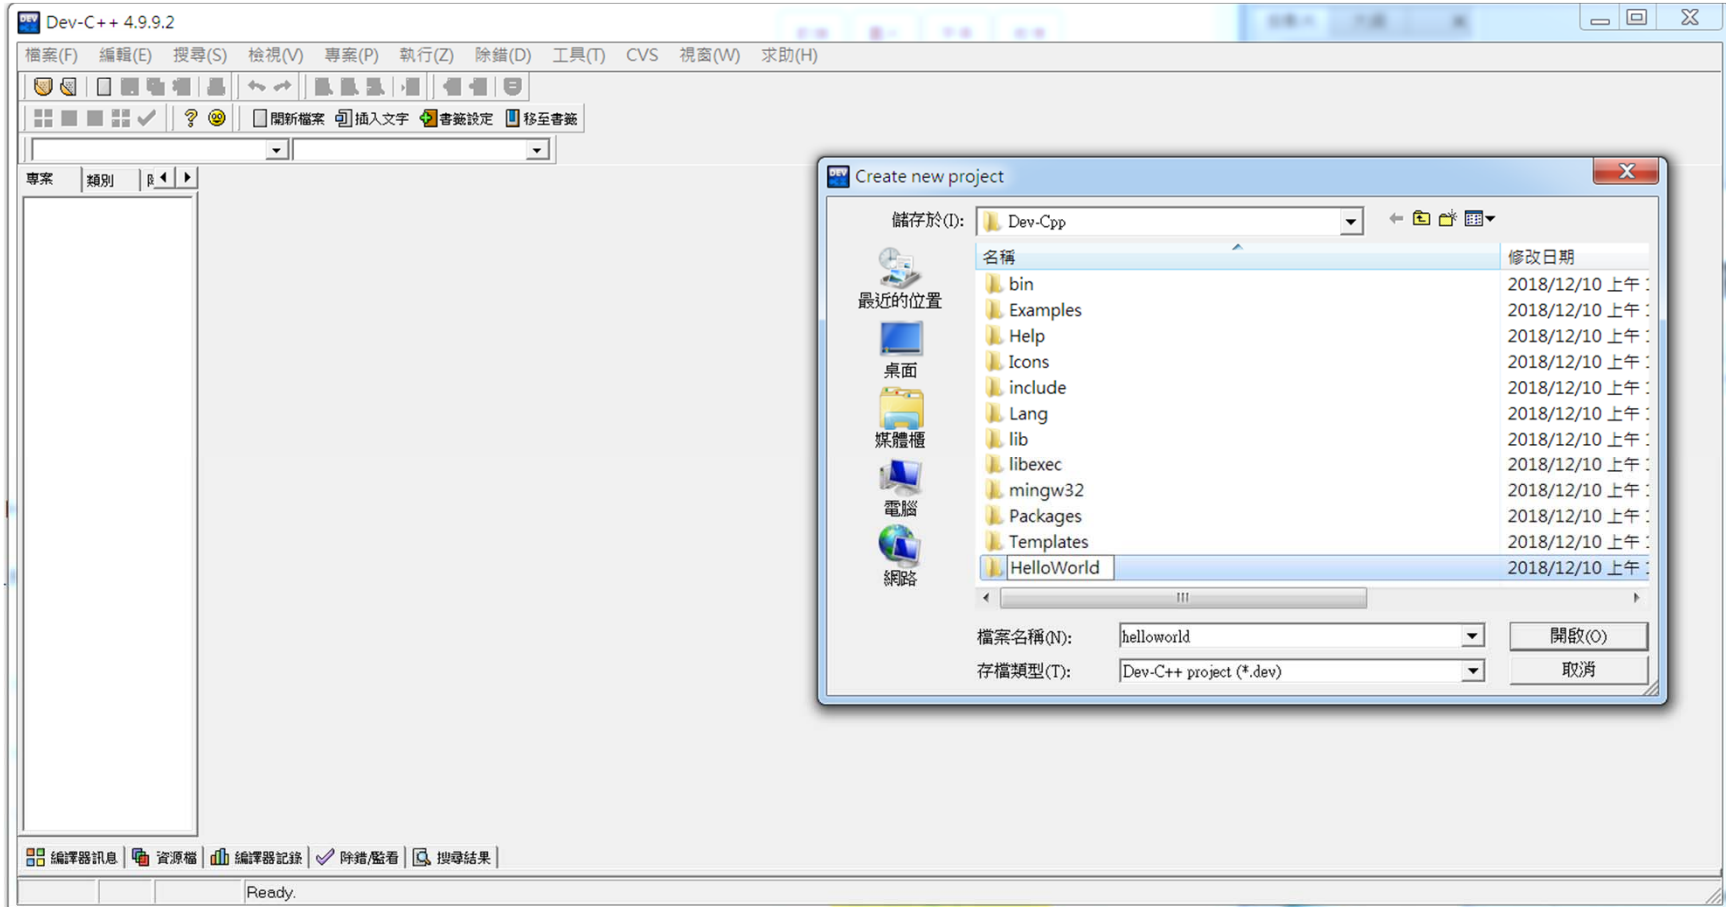 Dev-C++ 4.9.9.2
檔案(F) 編輯(E) 搜尋(S) 檢視(V) 專案(P) 執行(Z) 除錯(D) 工具(T) CVS 視窗(W) 求助(H)
開新檔案 插入文字 書籤設定 移至書籤
專案 類別
Create new project
儲存於(I): Dev-Cpp
名稱 修改日期
最近的位置
桌面
媒體櫃
電腦
網路
bin 2018/12/10 上午
Examples 2018/12/10 上午
Help 2018/12/10 上午
Icons 2018/12/10 上午
include 2018/12/10 上午
Lang 2018/12/10 上午
lib 2018/12/10 上午
libexec 2018/12/10 上午
mingw32 2018/12/10 上午
Packages 2018/12/10 上午
Templates 2018/12/10 上午
HelloWorld 2018/12/10 上午
檔案名稱(N): helloworld 開啟(O)
存檔類型(T): Dev-C++ project (*.dev) 取消
編譯器訊息 資源檔 編譯器記錄 除錯/監看 搜尋結果
Ready.